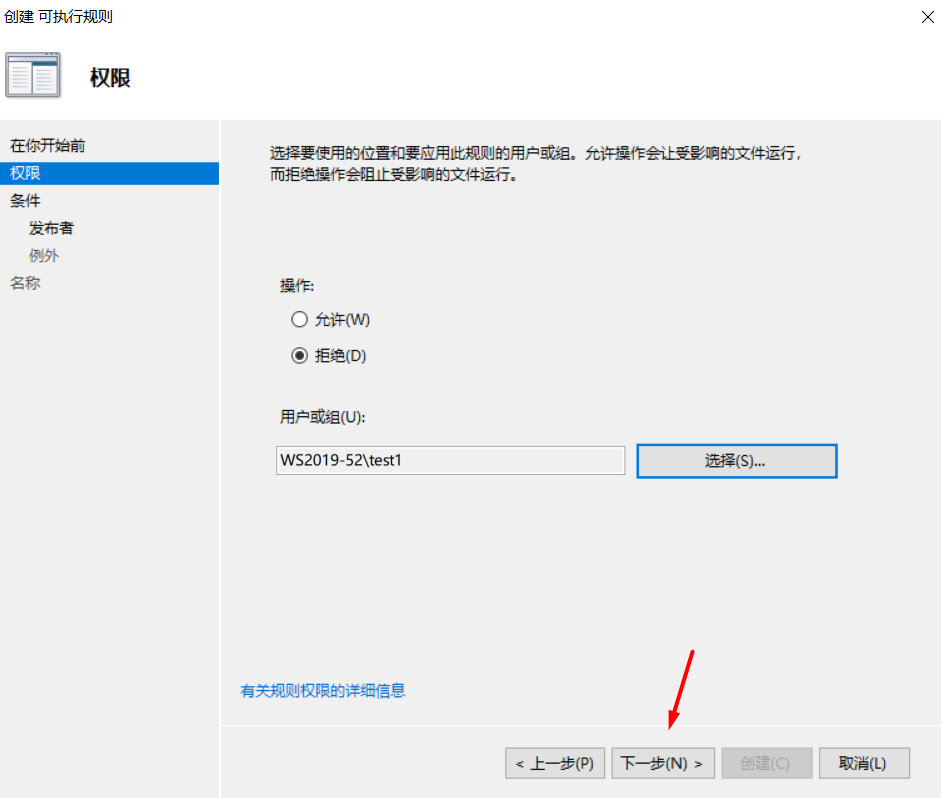 创建 可执行规则
权限
在你开始前
权限
条件
发布者
例外
名称
选择要使用的位置和要应用此规则的用户或组。允许操作会让受影响的文件运行，
而拒绝操作会阻止受影响的文件运行。
操作:
允许(W)
拒绝(D)
用户或组(U):
WS2019-52\test1
选择(S)...
有关规则权限的详细信息
< 上一步(P)
下一步(N) >
创建(C)
取消(L)